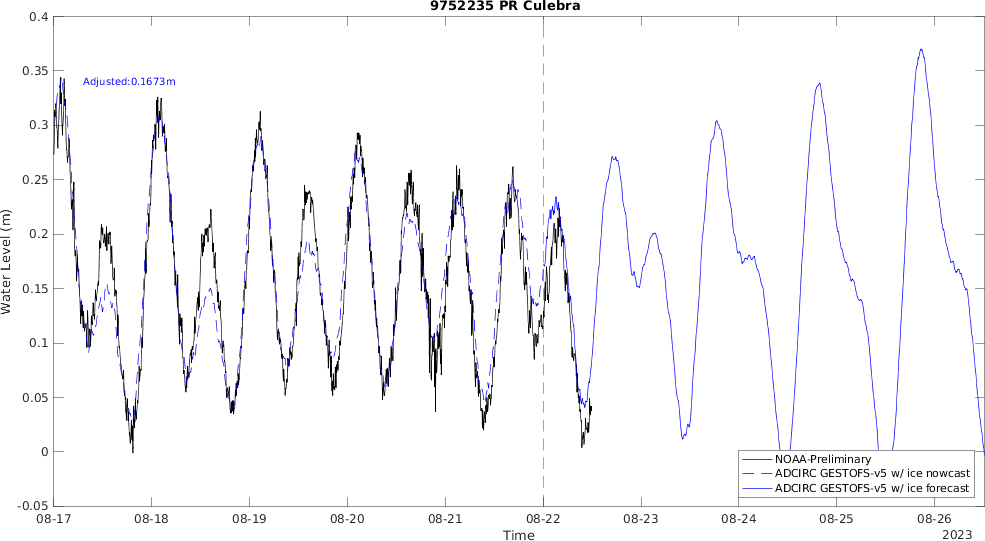 9752235 PR Culebra
Adjusted:0.1673m
Water Level (m)
0.4
0.35
0.3
0.25
0.2
0.15
0.1
0.05
0
-0.05
NOAA-Preliminary
ADCIRC GESTOFS-v5 w/ ice nowcast
ADCIRC GESTOFS-v5 w/ ice forecast
08-17 08-18 08-19 08-20 08-21 08-22 08-23 08-24 08-25 08-26
Time
2023